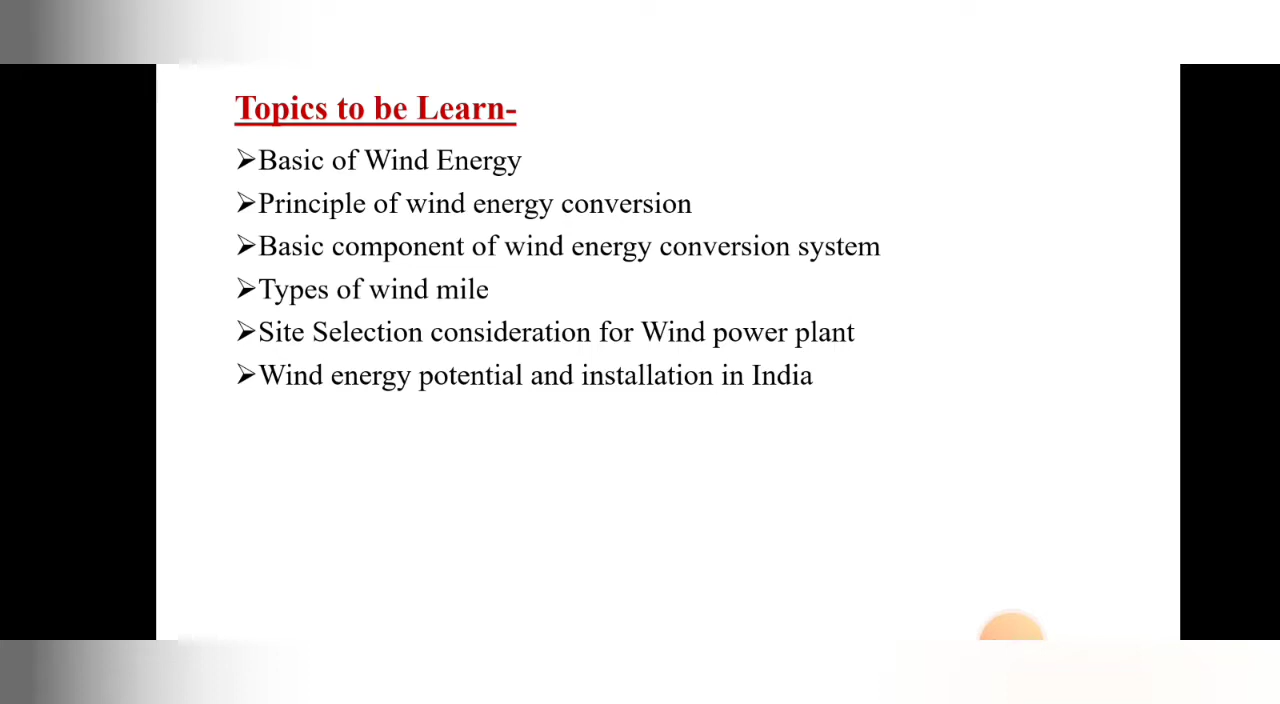 Topics to be Learn-
➢Basic of Wind Energy
➢Principle of wind energy conversion
➢Basic component of wind energy conversion system
➢Types of wind mile
➢Site Selection consideration for Wind power plant
➢Wind energy potential and installation in India